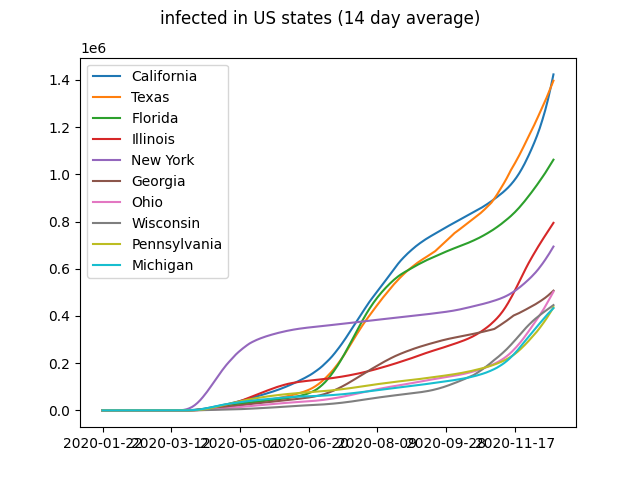 infected in US states (14 day average)
1e6
1.4
1.2
1.0
0.8
0.6
0.4
0.2
0.0
California
Texas
Florida
Illinois
New York
Georgia
Ohio
Wisconsin
Pennsylvania
Michigan
2020-01-22 2020-03-12 2020-05-01 2020-06-20 2020-08-09 2020-09-28 2020-11-17